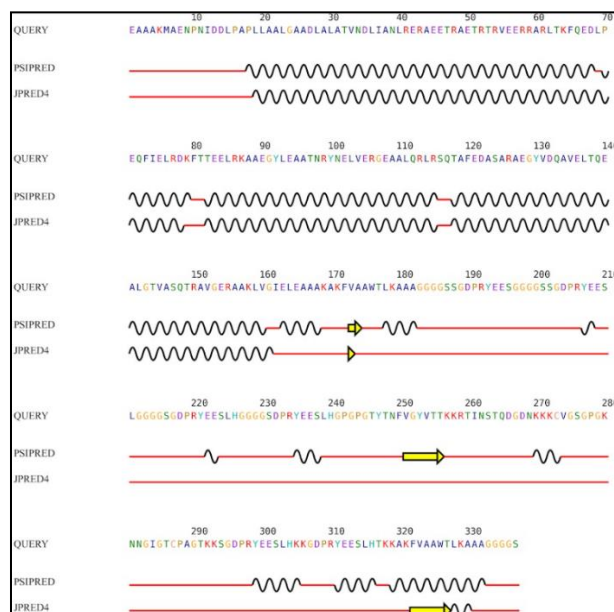 10 20 30 40 50 60 70
QUERY EAAAKMAENPNIDDLPAPLLAALGAADLALATVNDLIANLRERAEETRAETRTRVEERRARLTKFQEDLP
PSIPRED
JPRED4
80 90 100 110 120 130 140
QUERY EQFIELRDKFTTEELRKAAEGYLEAATNRYNELVERGEAALQRLRSQTAFEDASARAEGYVDQAVELTQE
PSIPRED
JPRED4
150 160 170 180 190 200 210
QUERY ALGTVASQTRAVGERAAKLVGIELEAAAKAKFVAAWTLKAAAGGGGSSGDPRYEESGGGGSSGDPRYEES
PSIPRED
JPRED4
220 230 240 250 260 270 280
QUERY LGGGGSGDPRYEESLHGGGGSDPRYEESLHGPGPGTYTNFVGYVTTKKRTINSTQDGDNKKKCVGSGPGK
PSIPRED
JPRED4
290 300 310 320 330
QUERY NNGIGTCPAGTKKSGDPRYEESLHKKGDPRYEESLHTKKAKFVAAWTLKAAAGGGGS
PSIPRED
JPRED4